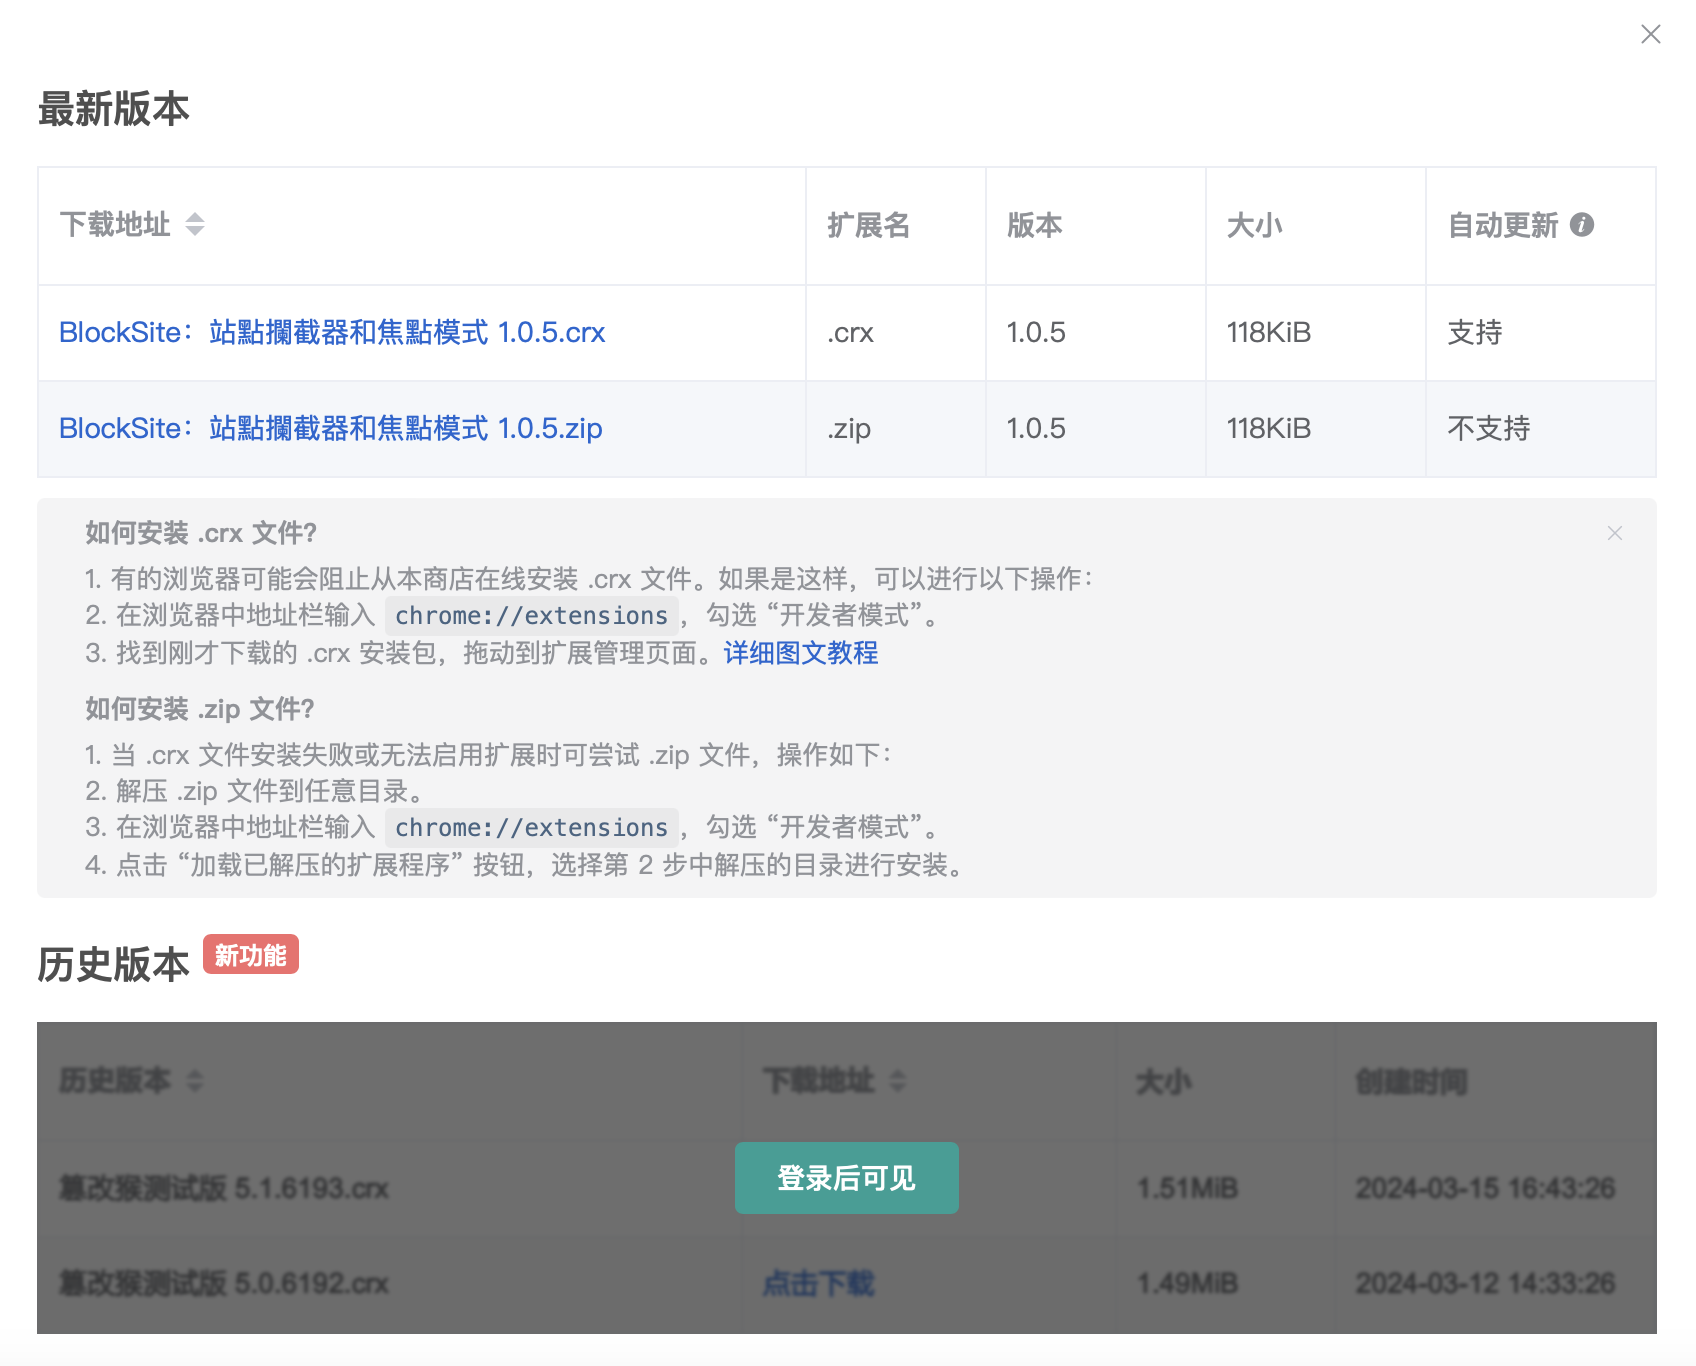 最新版本
下载地址 扩展名 版本 大小 自动更新
BlockSite：站點攔截器和焦點模式 1.0.5.crx .crx 1.0.5 118KiB 支持
BlockSite：站點攔截器和焦點模式 1.0.5.zip .zip 1.0.5 118KiB 不支持
如何安装 .crx 文件?
1. 有的浏览器可能会阻止从本商店在线安装 .crx 文件。如果是这样，可以进行以下操作：
2. 在浏览器中地址栏输入 chrome://extensions ，勾选 “开发者模式”。
3. 找到刚才下载的 .crx 安装包，拖动到扩展管理页面。详细图文教程
如何安装 .zip 文件?
1. 当 .crx 文件安装失败或无法启用扩展时可尝试 .zip 文件，操作如下：
2. 解压 .zip 文件到任意目录。
3. 在浏览器中地址栏输入 chrome://extensions ，勾选 “开发者模式”。
4. 点击 “加载已解压的扩展程序” 按钮，选择第 2 步中解压的目录进行安装。
历史版本 新功能
历史版本 下载地址 大小 创建时间
篡改猴测试版 5.1.6193.crx 登录后可见 1.51MiB 2024-03-15 16:43:26
篡改猴测试版 5.0.6192.crx 点击下载 1.49MiB 2024-03-12 14:33:26